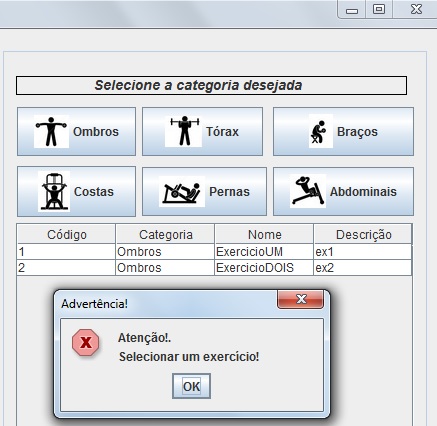 Selecione a categoria desejada
Ombros Tórax Braços
Costas Pernas Abdominais
Código Categoria Nome Descrição
1 Ombros ExercicioUM ex1
2 Ombros ExercicioDOIS ex2
Advertência!
Atenção!.
Selecionar um exercício!
OK